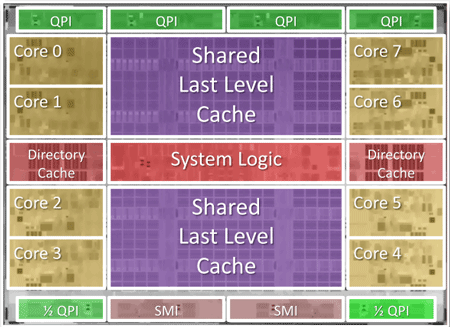 QPI QPI QPI QPI
Core 0
Shared
Last Level
Cache
Core 7
Core 1
Core 6
Directory
Cache
System Logic
Directory
Cache
Core 2
Shared
Last Level
Cache
Core 5
Core 3
Core 4
½ QPI SMI SMI ½ QPI